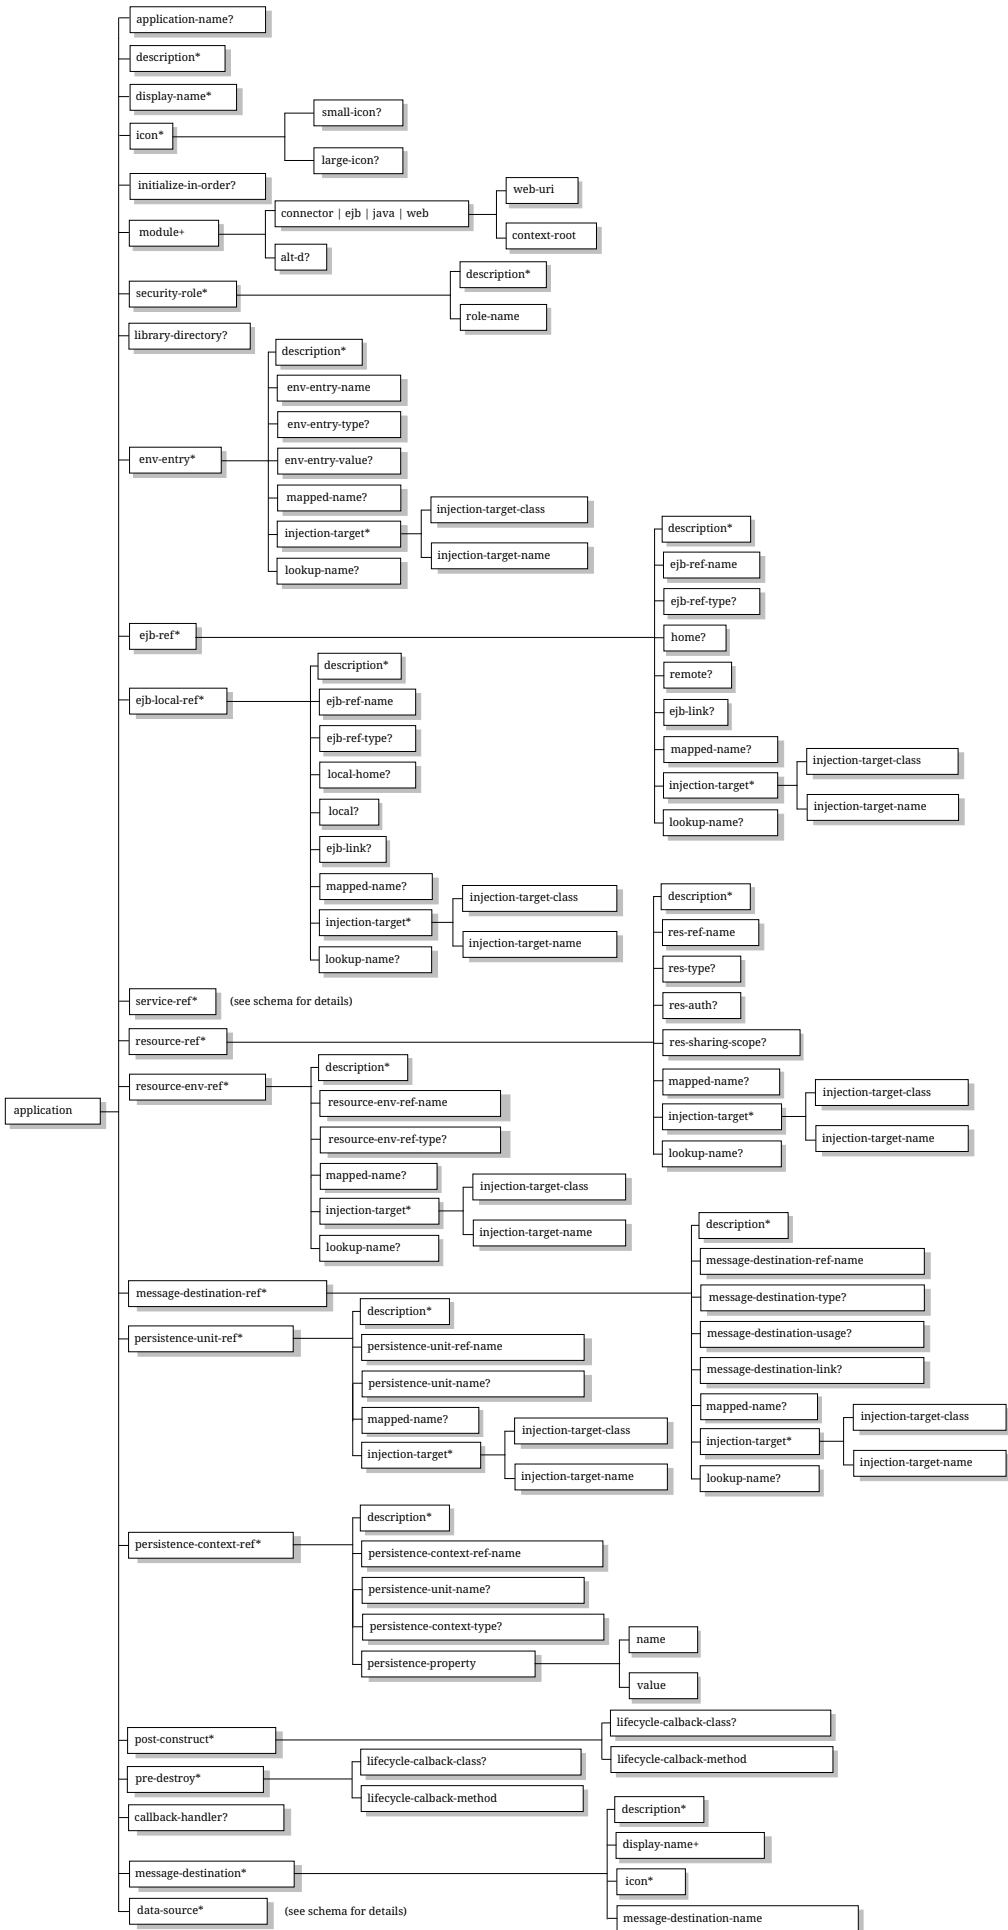 application-name?
description*
display-name*
icon*
small-icon?
large-icon?
initialize-in-order?
module+
connector | ejb | java | web
web-uri
context-root
alt-d?
security-role*
description*
role-name
library-directory?
env-entry*
description*
env-entry-name
env-entry-type?
env-entry-value?
mapped-name?
injection-target*
injection-target-class
injection-target-name
lookup-name?
ejb-ref*
description*
ejb-ref-name
ejb-ref-type?
home?
remote?
ejb-link?
mapped-name?
injection-target*
injection-target-class
injection-target-name
lookup-name?
ejb-local-ref*
description*
ejb-ref-name
ejb-ref-type?
local-home?
local?
ejb-link?
mapped-name?
injection-target*
injection-target-class
injection-target-name
lookup-name?
service-ref*
(see schema for details)
resource-ref*
description*
res-ref-name
res-type?
res-auth?
res-sharing-scope?
mapped-name?
injection-target*
injection-target-class
injection-target-name
lookup-name?
resource-env-ref*
description*
resource-env-ref-name
resource-env-ref-type?
mapped-name?
injection-target*
injection-target-class
injection-target-name
lookup-name?
application
message-destination-ref*
description*
message-destination-ref-name
message-destination-type?
message-destination-usage?
message-destination-link?
mapped-name?
injection-target*
injection-target-class
injection-target-name
lookup-name?
persistence-unit-ref*
description*
persistence-unit-ref-name
persistence-unit-name?
mapped-name?
injection-target*
injection-target-class
injection-target-name
persistence-context-ref*
description*
persistence-context-ref-name
persistence-unit-name?
persistence-context-type?
persistence-property
name
value
post-construct*
lifecycle-calback-class?
lifecycle-calback-method
pre-destroy*
lifecycle-calback-class?
lifecycle-calback-method
callback-handler?
message-destination*
description*
display-name+
icon*
message-destination-name
data-source*
(see schema for details)